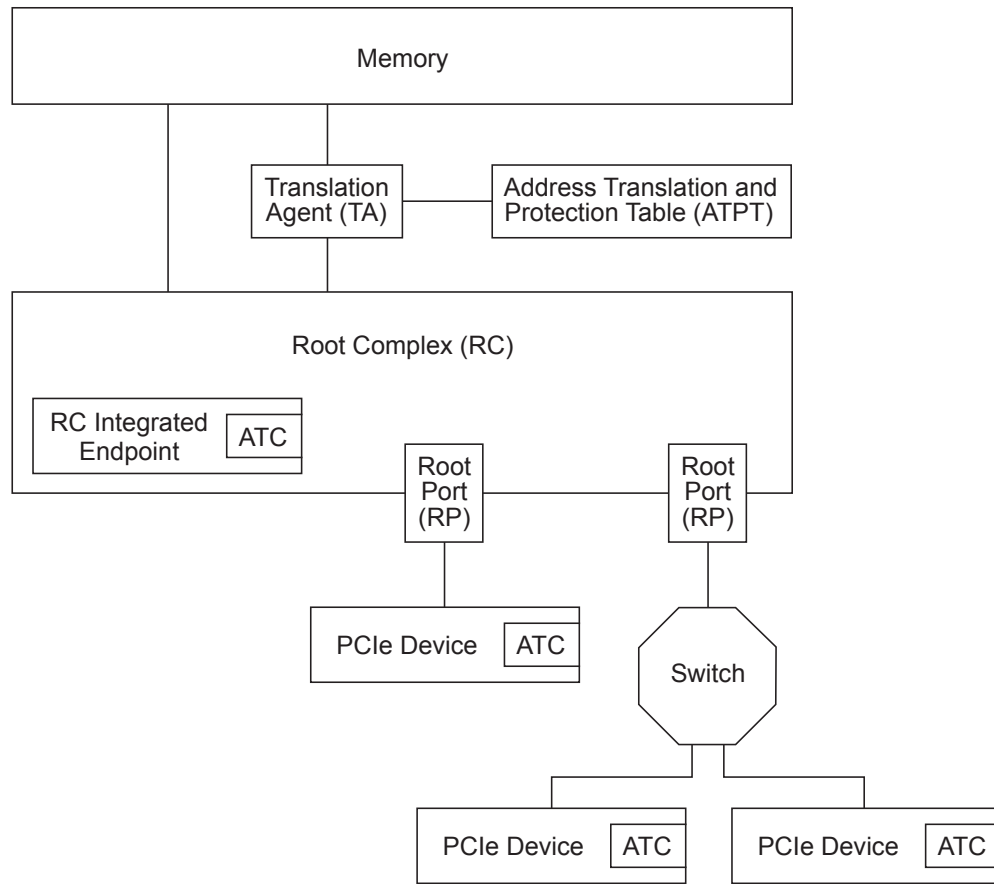 Memory
Translation
Agent (TA)
Address Translation and
Protection Table (ATPT)
Root Complex (RC)
RC Integrated
Endpoint
ATC
Root
Port
(RP)
Root
Port
(RP)
PCIe Device
ATC
Switch
PCIe Device
ATC
PCIe Device
ATC